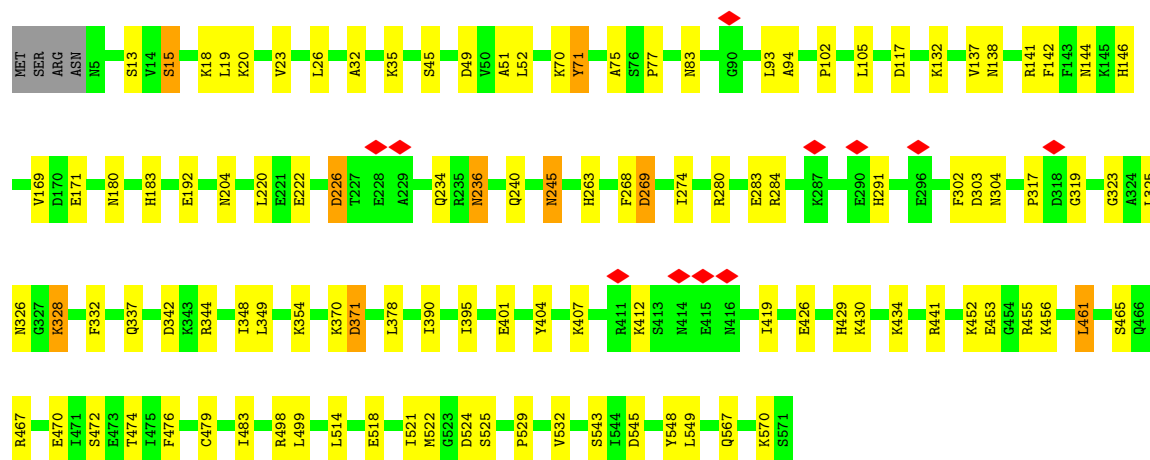 MET SER ARG ASN N5 S13 V14 S15 K18 L19 K20 V23 L26 A32 K35 S45 D49 V50 A51 L52 K70 Y71 A75 S76 P77 N83 G90 L93 A94 P102 L105 D117 K132 V137 N138 R141 F142 F143 N144 K145 H146
V169 D170 E171 N180 H183 E192 N204 L220 E221 E222 D226 T227 E228 A229 Q234 R235 N236 Q240 N245 H263 F268 D269 I274 R280 E283 R284 K287 E290 H291 E296 F302 D303 N304 P317 D318 G319 G323 A324 L325
N326 G327 K328 F332 Q337 D342 K343 R344 I348 L349 K354 K370 D371 L378 I390 I395 E401 Y404 K407 R411 K412 S413 N414 E415 N416 I419 E426 H429 K430 K434 R441 K452 E453 G454 R455 K456 L461 S465 Q466
R467 E470 I471 S472 E473 T474 I475 F476 C479 I483 R498 L499 L514 E518 I521 M522 G523 D524 S525 P529 V532 S543 I544 D545 Y548 L549 Q567 K570 S571